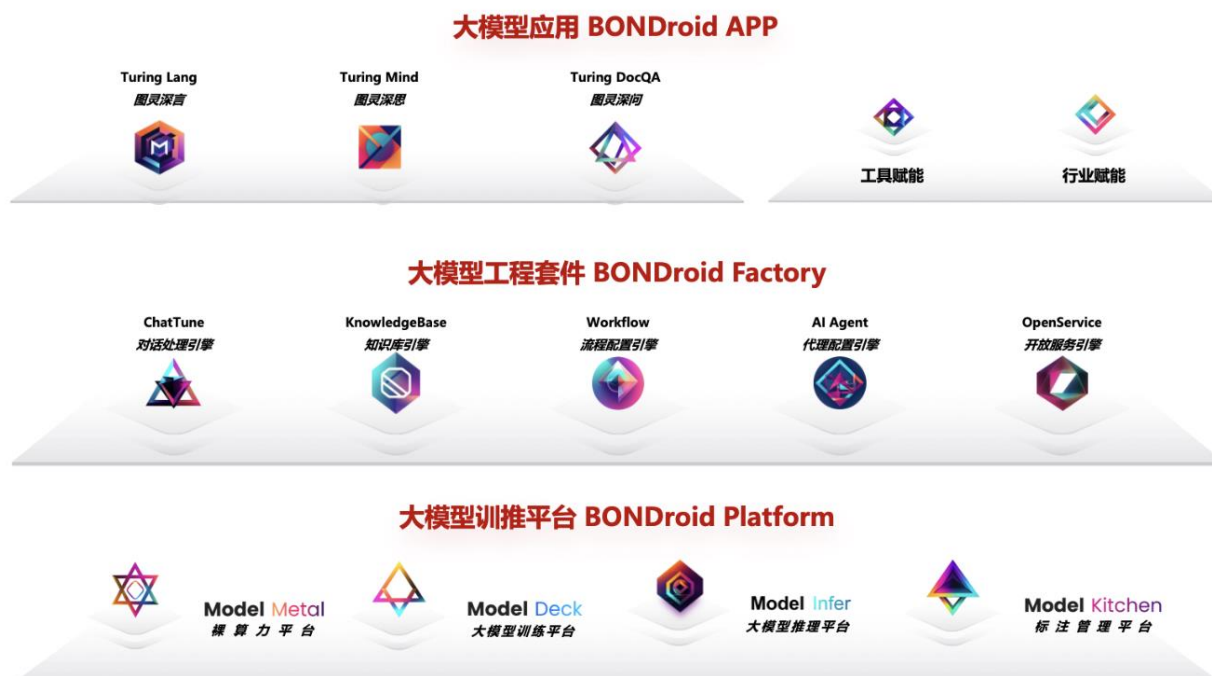 大模型应用 BONDroid APP
Turing Lang
图灵深言
Turing Mind
图灵深思
Turing DocQA
图灵深问
工具赋能
行业赋能
大模型工程套件 BONDroid Factory
ChatTune
对话处理引擎
KnowledgeBase
知识库引擎
Workflow
流程配置引擎
AI Agent
代理配置引擎
OpenService
开放服务引擎
大模型训推平台 BONDroid Platform
Model Metal
裸算力平台
Model Deck
大模型训练平台
Model Infer
大模型推理平台
Model Kitchen
标注管理平台